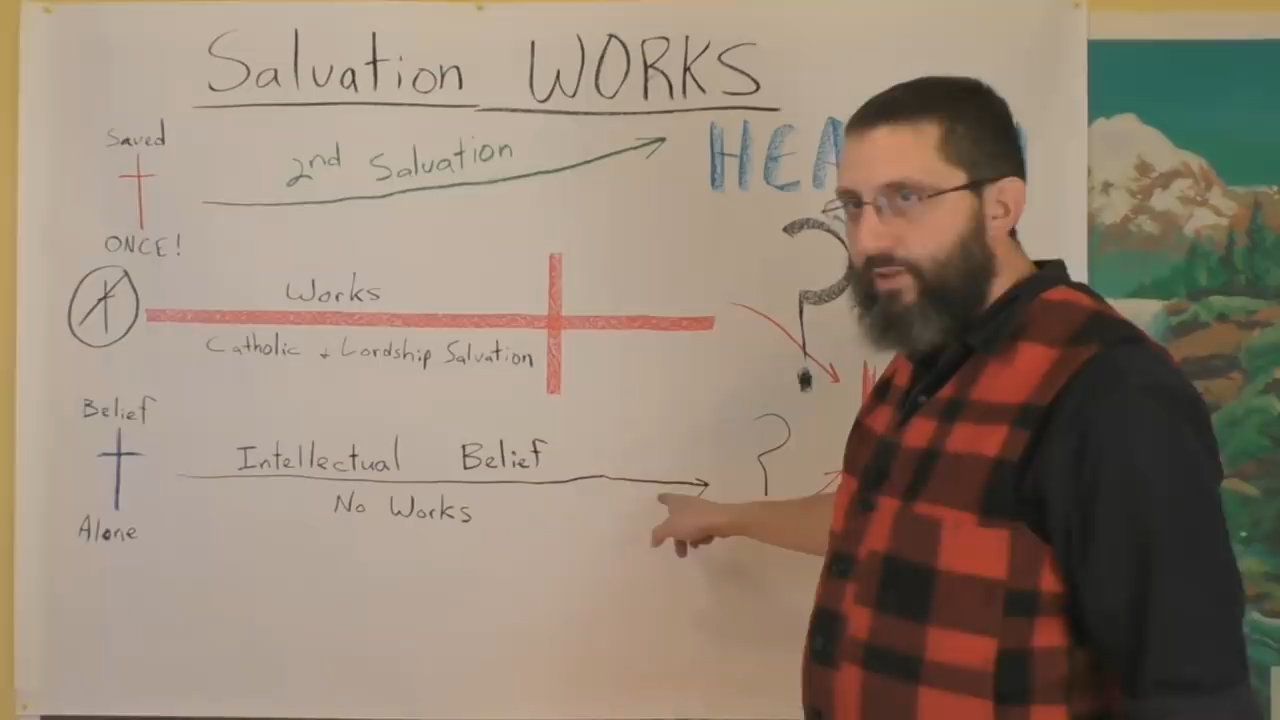 Salvation WORKS
Saved
2nd Salvation
ONCE!
Works
Catholic + Lordship Salvation
?
Belief
Intellectual Belief
?
No Works
Alone